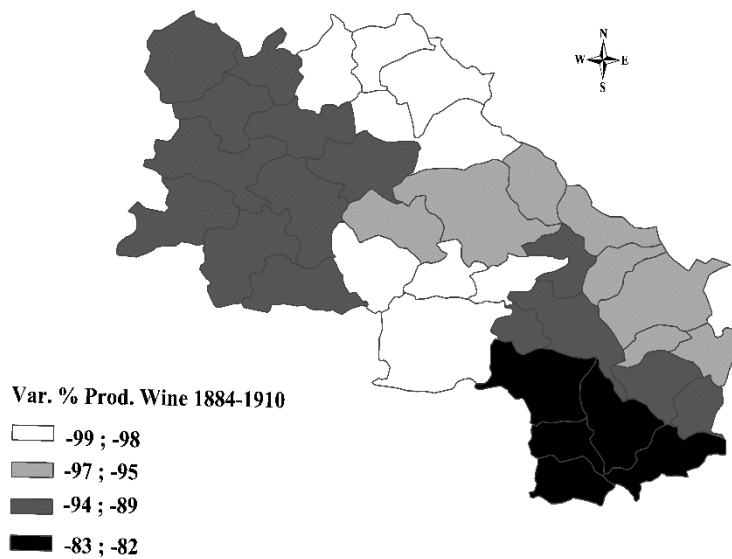 N
W E
S
Var. % Prod. Wine 1884-1910
-99 ; -98
-97 ; -95
-94 ; -89
-83 ; -82